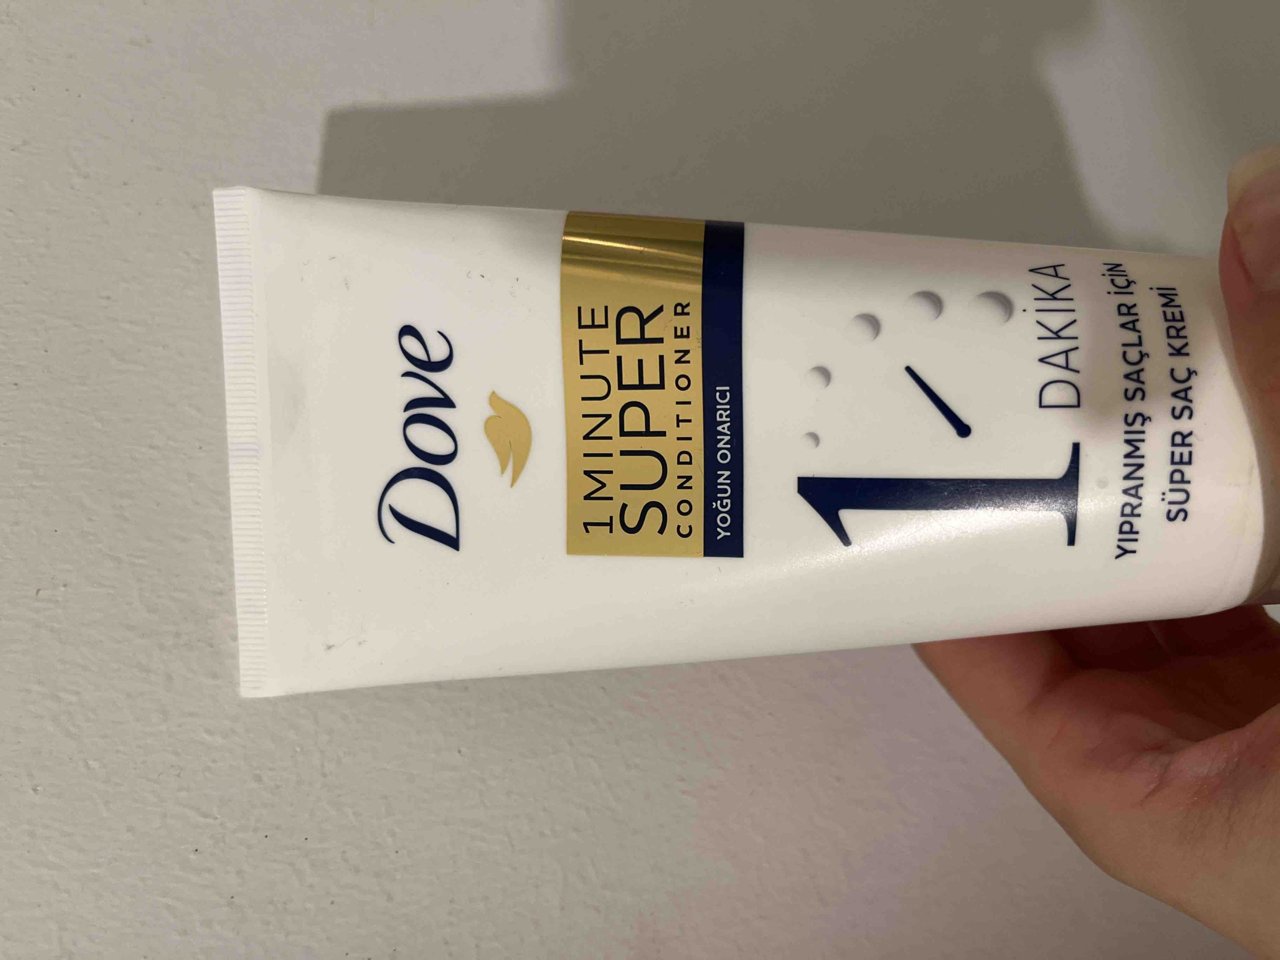 Dove
1 MINUTE
SUPER
CONDITIONER
YOĞUN ONARICI
1 DAKİKA
YIPRANMIŞ SAÇLAR İÇİN
SÜPER SAÇ KREMİ